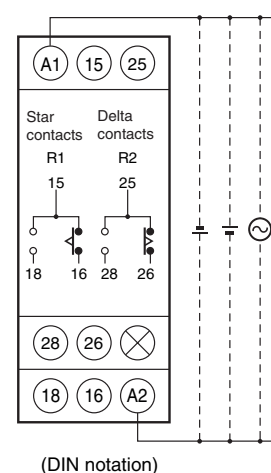 A1 15 25
Star Delta
contacts contacts
R1 R2
15 25
18 16 28 26
28 26
18 16 A2
(DIN notation)